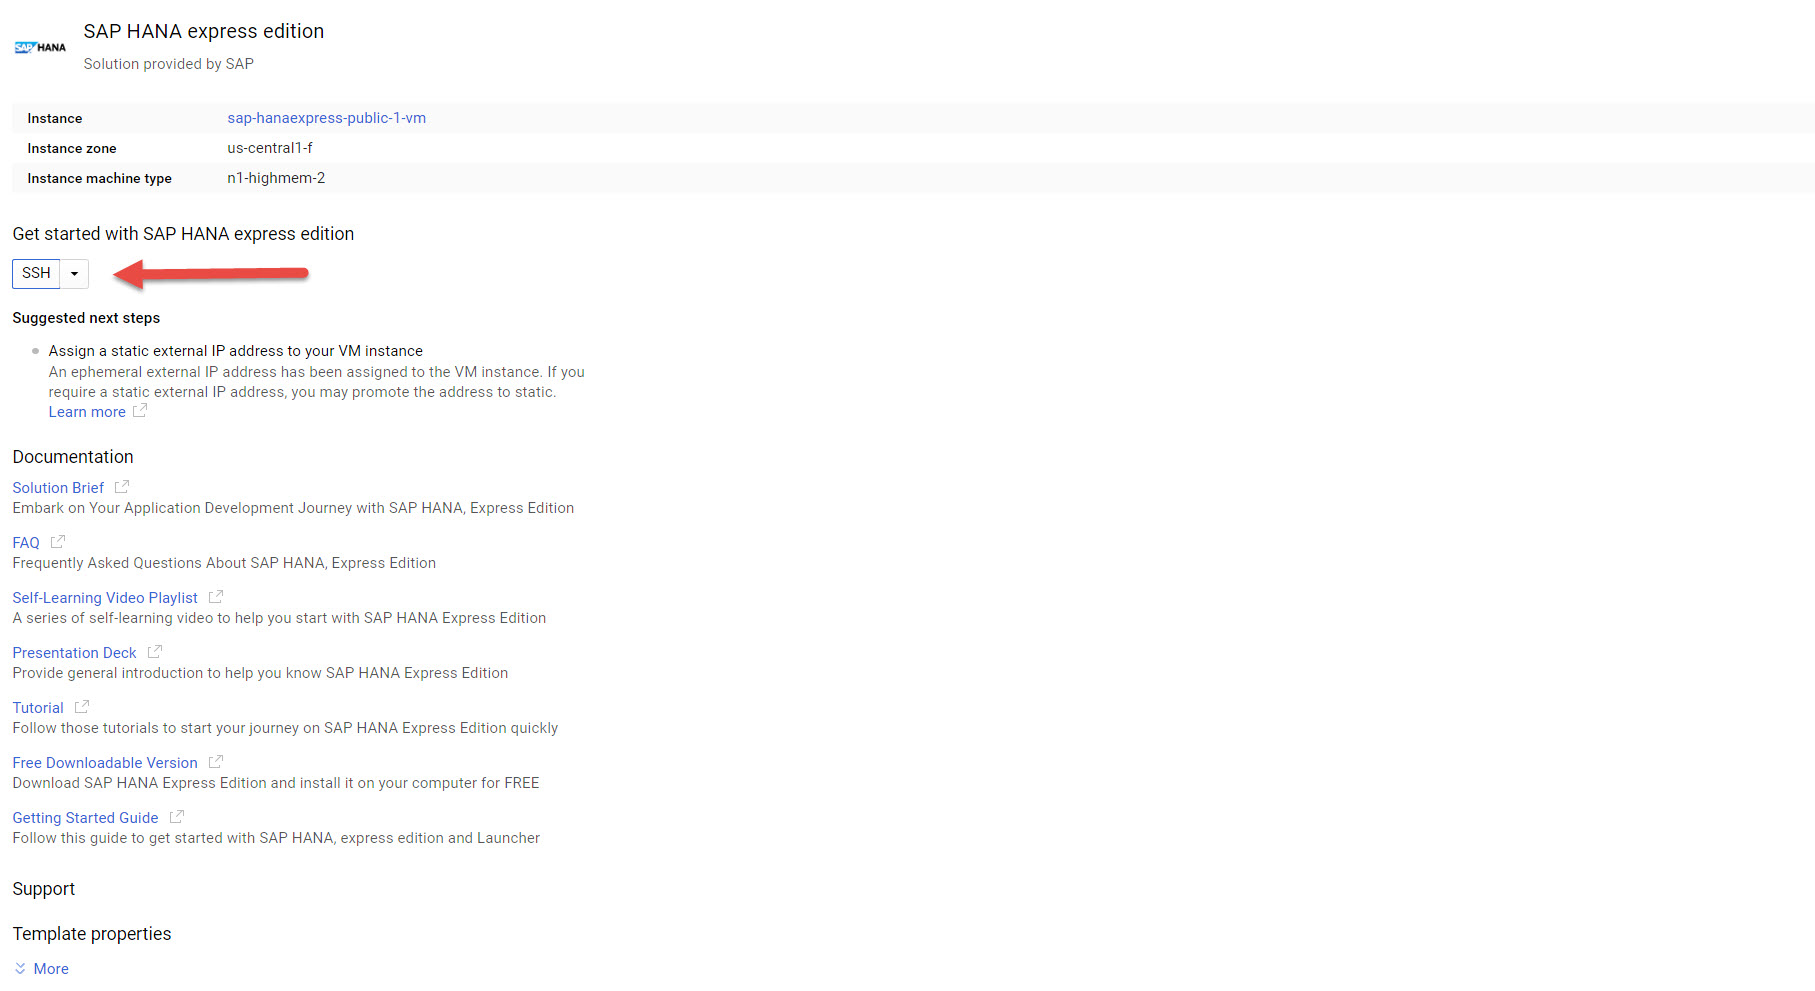 SAP HANA
SAP HANA express edition
Solution provided by SAP
Instance sap-hanaexpress-public-1-vm
Instance zone us-central1-f
Instance machine type n1-highmem-2
Get started with SAP HANA express edition
SSH
Suggested next steps
Assign a static external IP address to your VM instance
An ephemeral external IP address has been assigned to the VM instance. If you
require a static external IP address, you may promote the address to static.
Learn more
Documentation
Solution Brief
Embark on Your Application Development Journey with SAP HANA, Express Edition
FAQ
Frequently Asked Questions About SAP HANA, Express Edition
Self-Learning Video Playlist
A series of self-learning video to help you start with SAP HANA Express Edition
Presentation Deck
Provide general introduction to help you know SAP HANA Express Edition
Tutorial
Follow those tutorials to start your journey on SAP HANA Express Edition quickly
Free Downloadable Version
Download SAP HANA Express Edition and install it on your computer for FREE
Getting Started Guide
Follow this guide to get started with SAP HANA, express edition and Launcher
Support
Template properties
More